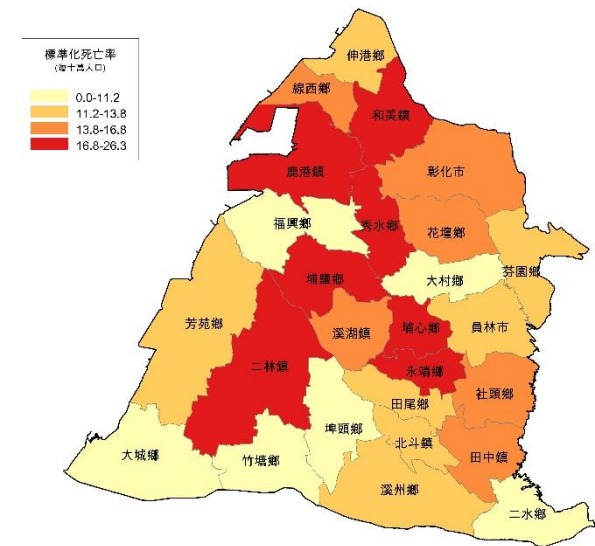 標準化死亡率
(每十萬人口)
0.0-11.2
11.2-13.8
13.8-16.8
16.8-26.3
伸港鄉
線西鄉
和美鎮
鹿港鎮
彰化市
福興鄉
秀水鄉
花壇鄉
芬園鄉
大村鄉
埔鹽鄉
芳苑鄉
溪湖鎮
埔心鄉
員林市
二林鎮
永靖鄉
社頭鄉
田尾鄉
埤頭鄉
北斗鎮
大城鄉
竹塘鄉
田中鎮
溪州鄉
二水鄉